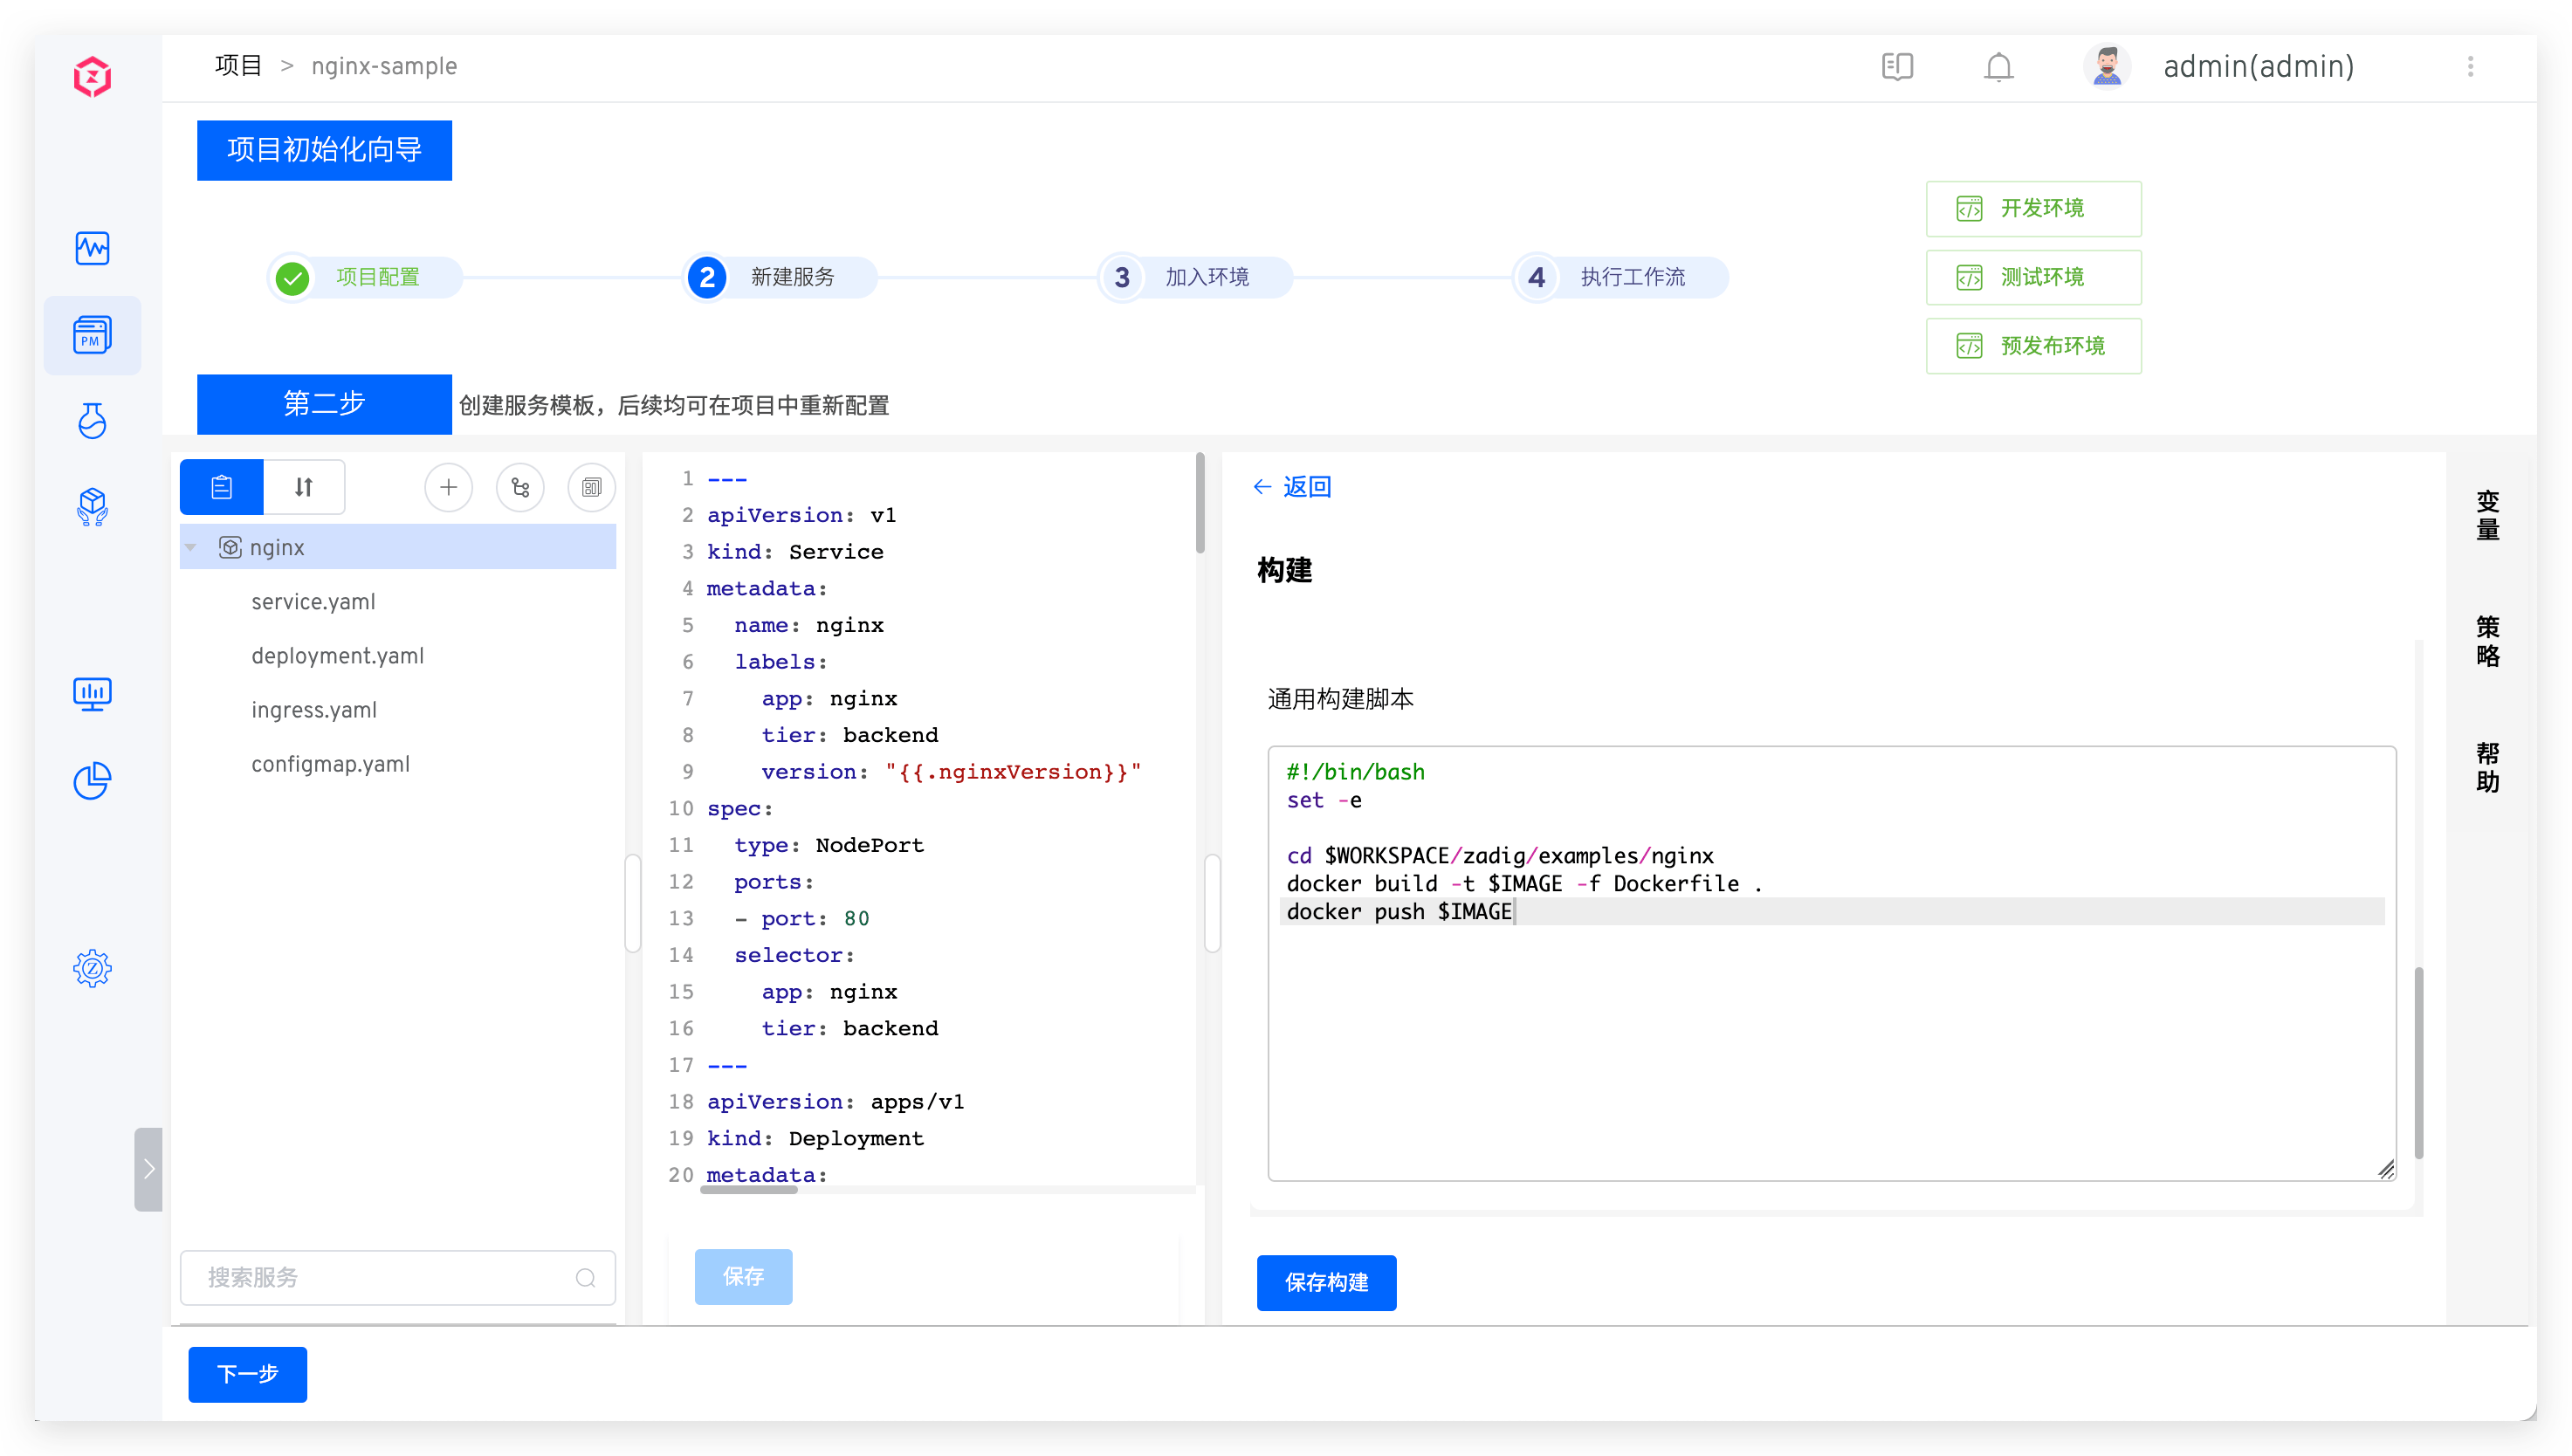 项目 > nginx-sample
admin(admin)
项目初始化向导
项目配置
2 新建服务
3 加入环境
4 执行工作流
开发环境
测试环境
预发布环境
PM
第二步 创建服务模板，后续均可在项目中重新配置
nginx
service.yaml
deployment.yaml
ingress.yaml
configmap.yaml
搜索服务
1 ---
2 apiVersion: v1
3 kind: Service
4 metadata:
5   name: nginx
6   labels:
7     app: nginx
8     tier: backend
9     version: "{{.nginxVersion}}"
10 spec:
11   type: NodePort
12   ports:
13   - port: 80
14   selector:
15     app: nginx
16     tier: backend
17 ---
18 apiVersion: apps/v1
19 kind: Deployment
20 metadata:
保存
← 返回
构建
通用构建脚本
#!/bin/bash
set -e
cd $WORKSPACE/zadig/examples/nginx
docker build -t $IMAGE -f Dockerfile .
docker push $IMAGE
保存构建
变量
策略
帮助
下一步